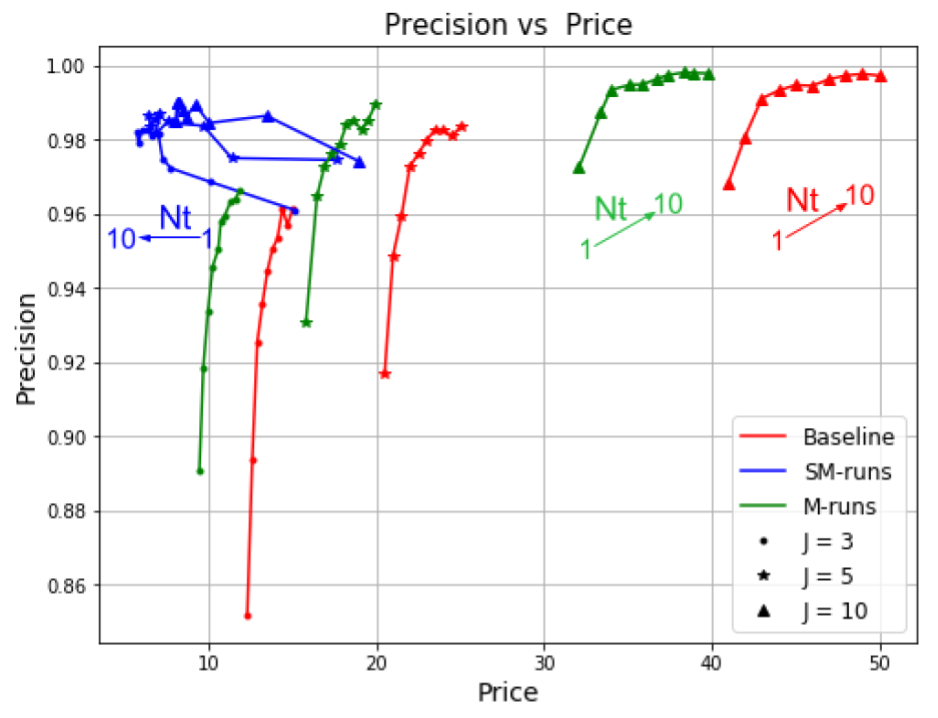 Precision vs Price
1.00
0.98
0.96
0.94
0.92
0.90
0.88
0.86
Precision
Nt
10 1
Nt 10
1
Nt 10
1
Baseline
SM-runs
M-runs
J = 3
J = 5
J = 10
10 20 30 40 50
Price